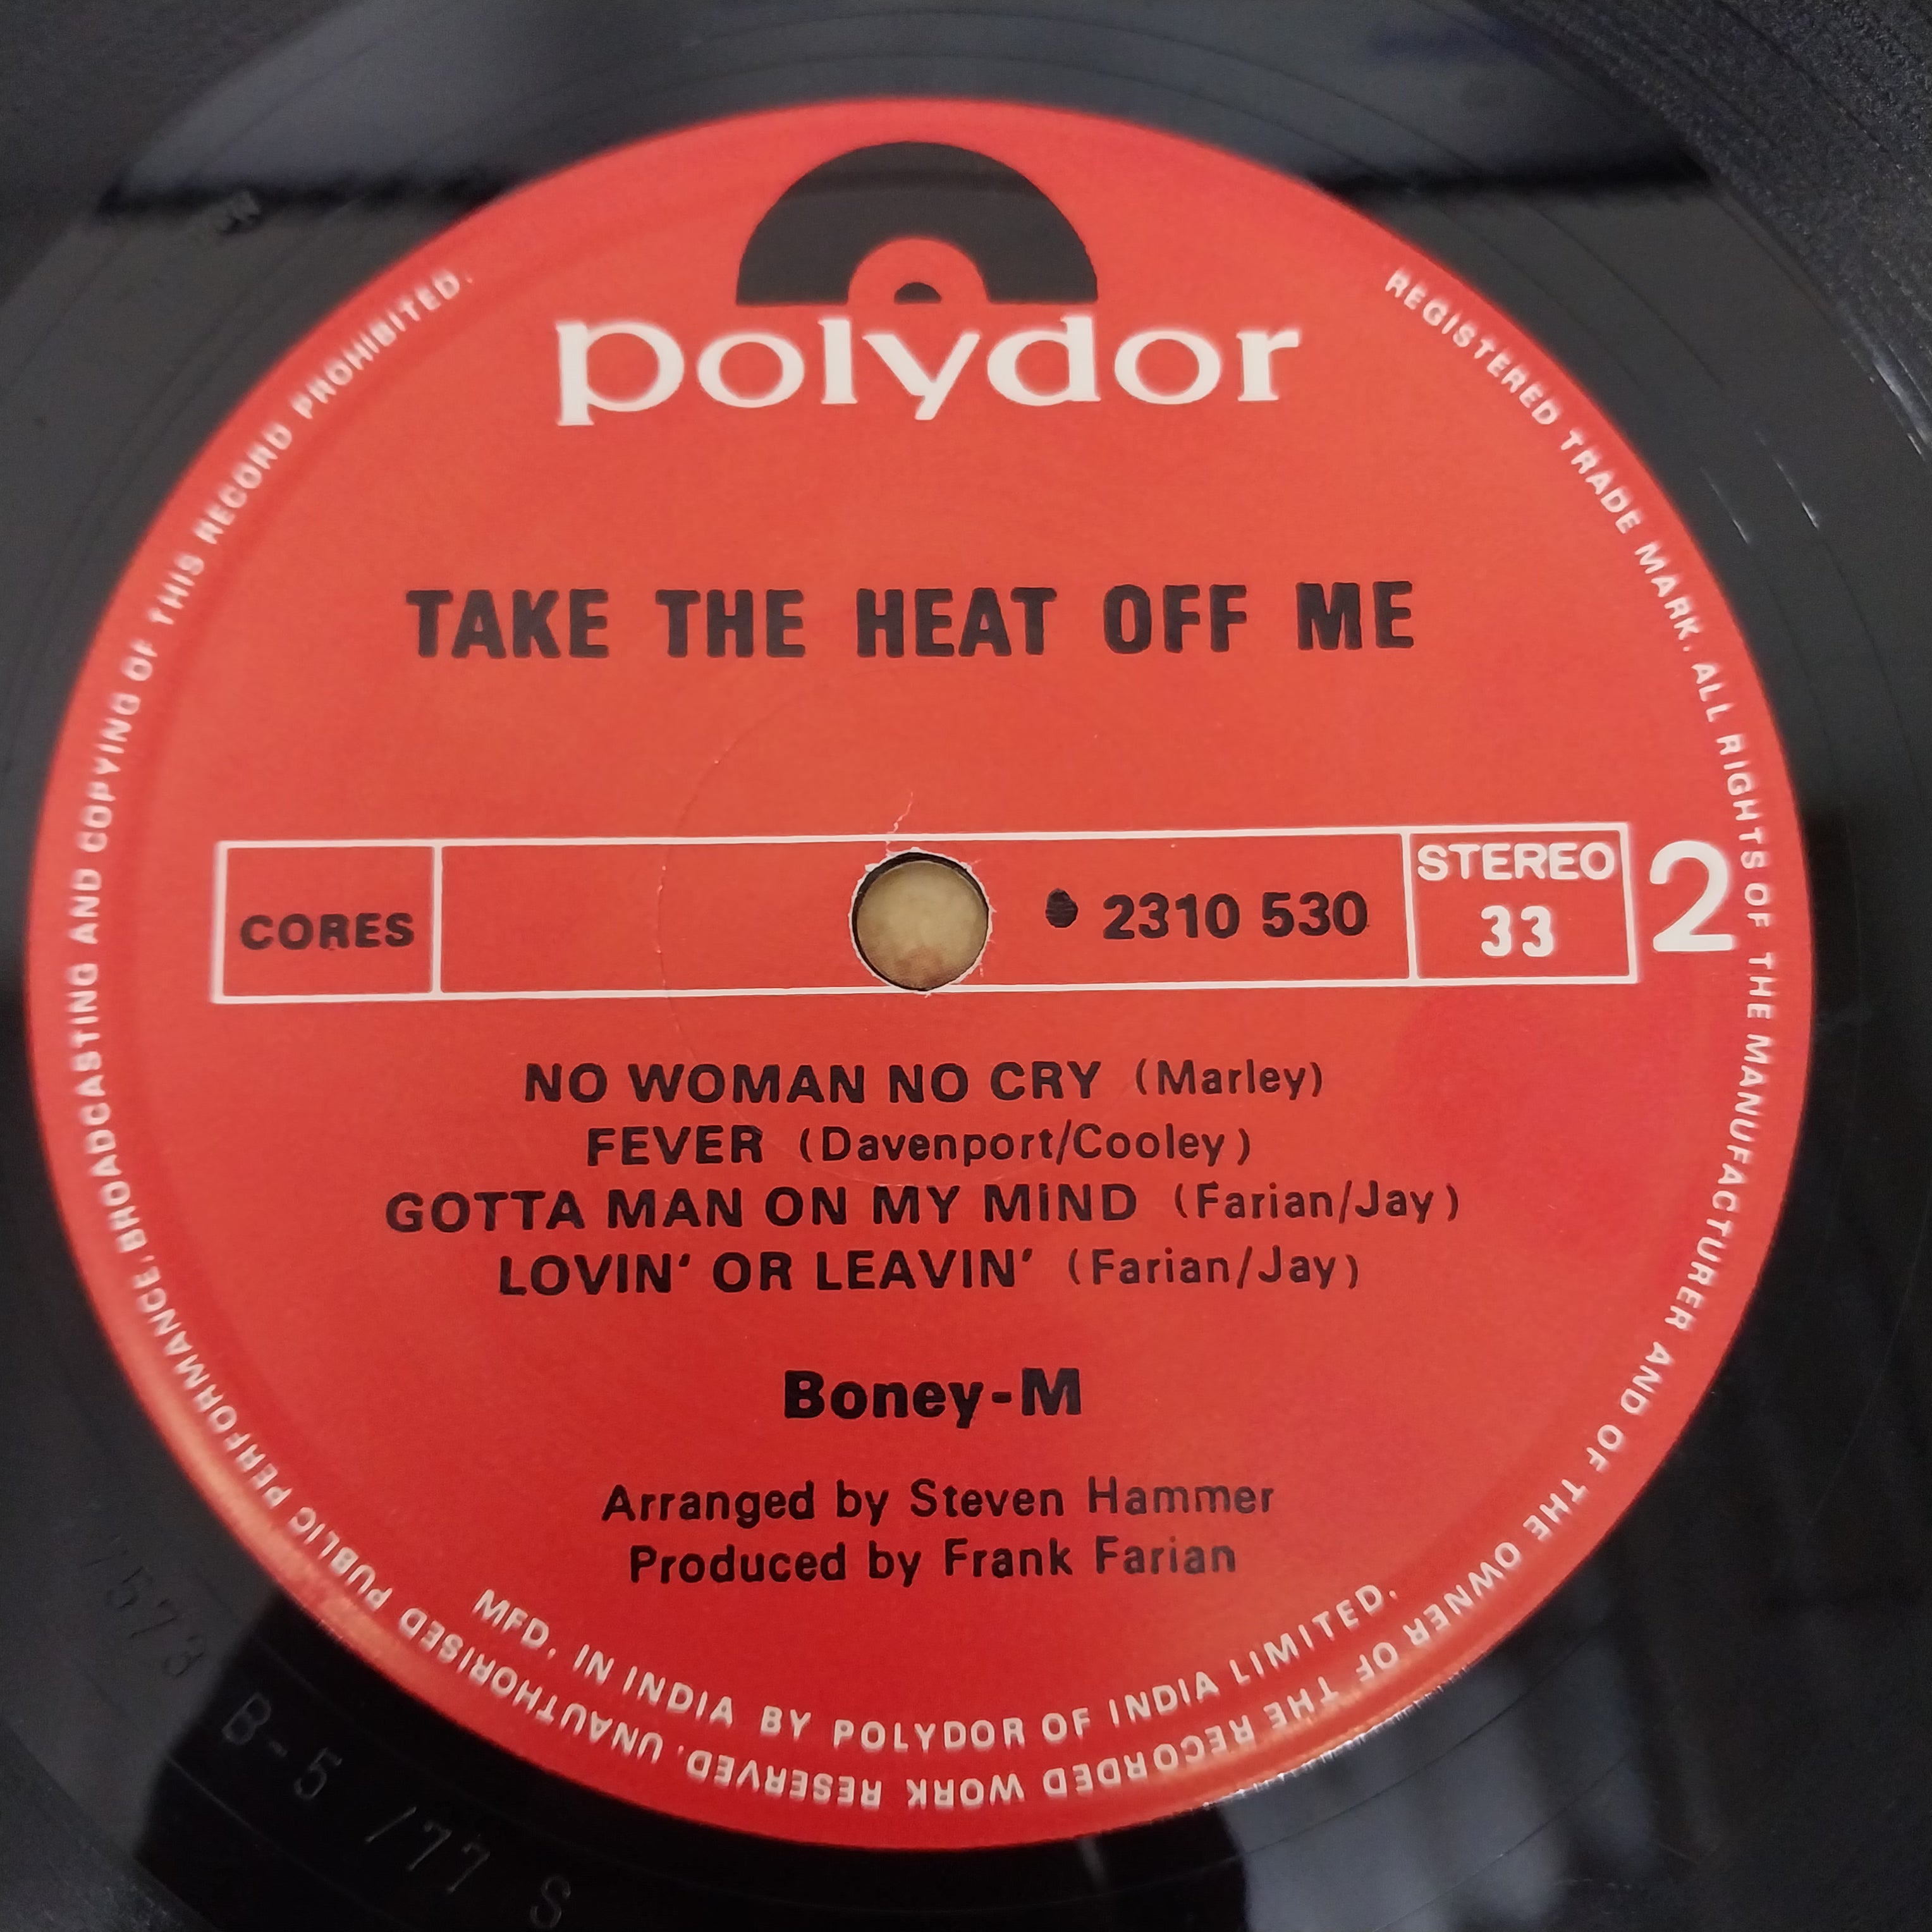 polydor
TAKE THE HEAT OFF ME
CORES
2310 530
STEREO
33
2
NO WOMAN NO CRY (Marley)
FEVER (Davenport/Cooley)
GOTTA MAN ON MY MIND (Farian/Jay)
LOVIN' OR LEAVIN' (Farian/Jay)
Boney-M
Arranged by Steven Hammer
Produced by Frank Farian
MFD. IN INDIA BY POLYDOR OF INDIA LIMITED.
REGISTERED TRADE MARK. ALL RIGHTS OF THE MANUFACTURER AND OF THE OWNER OF THE RECORDED WORK RESERVED. UNAUTHORISED PUBLIC PERFORMANCE, BROADCASTING AND COPYING OF THIS RECORD PROHIBITED.
B-5 /77 S